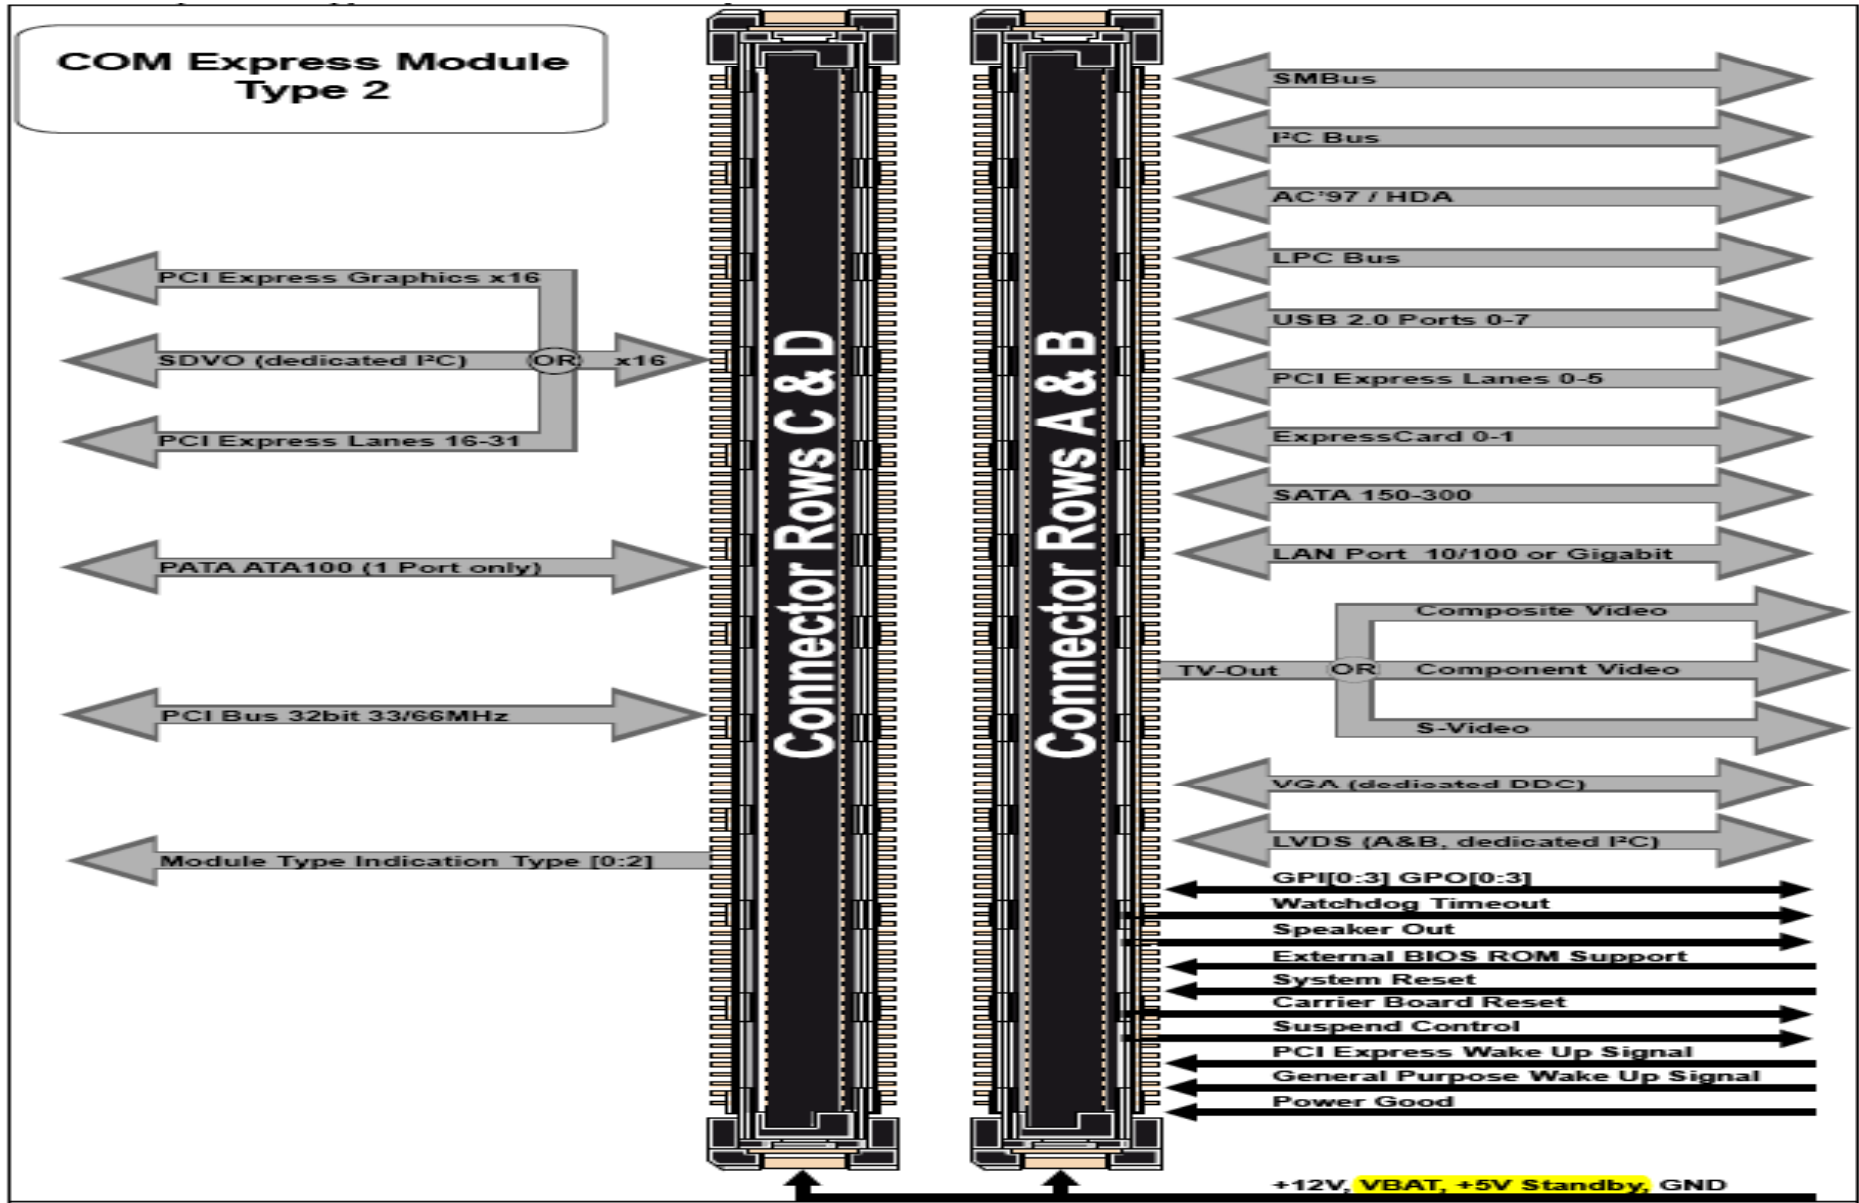 COM Express Module
Type 2
PCI Express Graphics x16
SDVO (dedicated I²C)
OR
x16
PCI Express Lanes 16-31
PATA ATA100 (1 Port only)
PCI Bus 32bit 33/66MHz
Module Type Indication Type [0:2]
Connector Rows C & D
Connector Rows A & B
SMBus
I²C Bus
AC'97 / HDA
LPC Bus
USB 2.0 Ports 0-7
PCI Express Lanes 0-5
ExpressCard 0-1
SATA 150-300
LAN Port 10/100 or Gigabit
Composite Video
TV-Out
OR
Component Video
S-Video
VGA (dedicated DDC)
LVDS (A&B, dedicated I²C)
GPI[0:3] GPO[0:3]
Watchdog Timeout
Speaker Out
External BIOS ROM Support
System Reset
Carrier Board Reset
Suspend Control
PCI Express Wake Up Signal
General Purpose Wake Up Signal
Power Good
+12V, VBAT, +5V Standby, GND